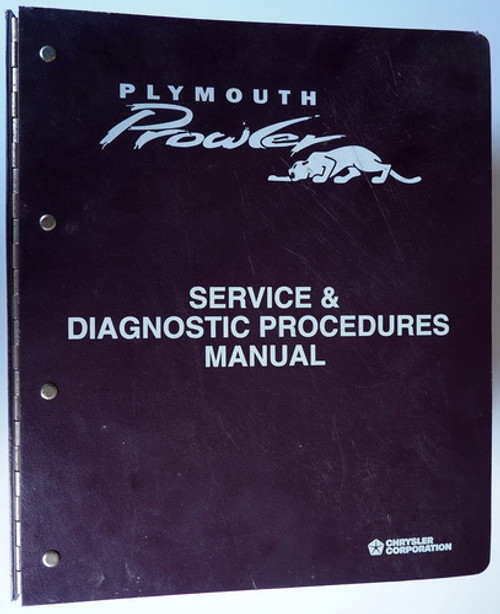 PLYMOUTH
Prowler
SERVICE &
DIAGNOSTIC PROCEDURES
MANUAL
CHRYSLER
CORPORATION